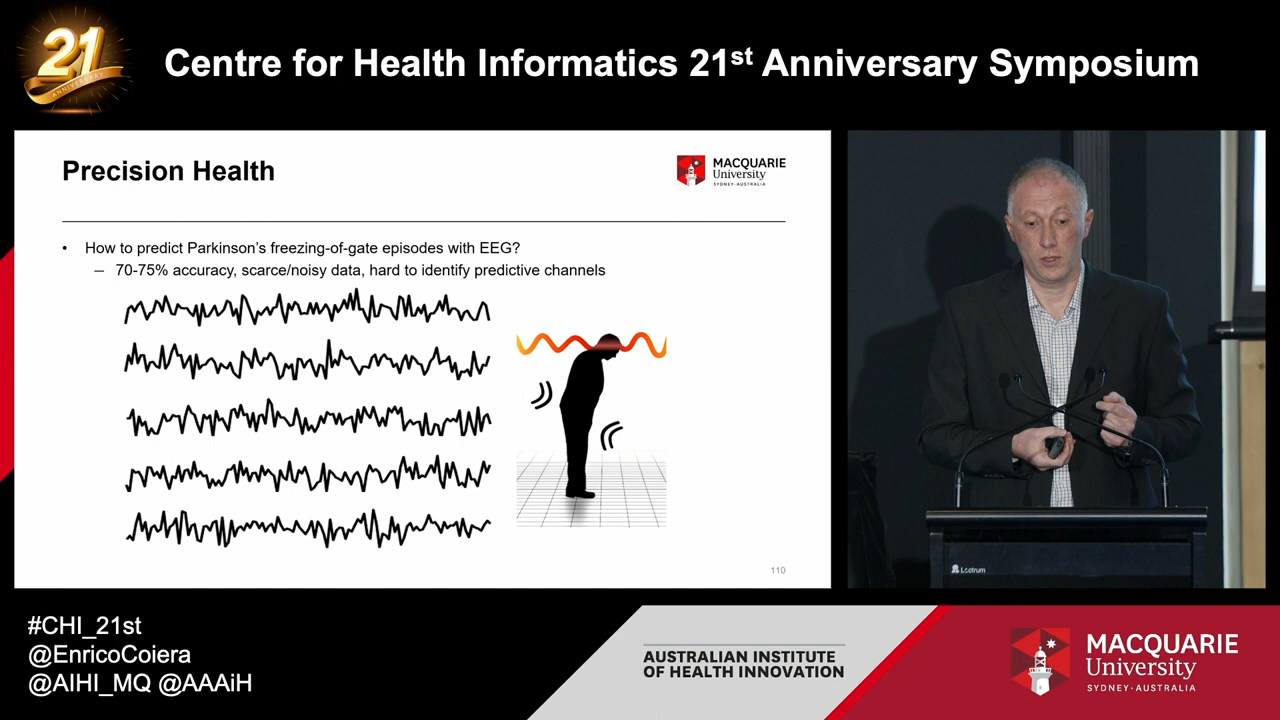 21
ANNIVERSARY
Centre for Health Informatics 21st Anniversary Symposium
Precision Health
MACQUARIE
University
SYDNEY·AUSTRALIA
• How to predict Parkinson's freezing-of-gate episodes with EEG?
– 70-75% accuracy, scarce/noisy data, hard to identify predictive channels
110
Lectrum
#CHI_21st
@EnricoCoiera
@AIHI_MQ @AAAiH
AUSTRALIAN INSTITUTE
OF HEALTH INNOVATION
MACQUARIE
University
SYDNEY·AUSTRALIA